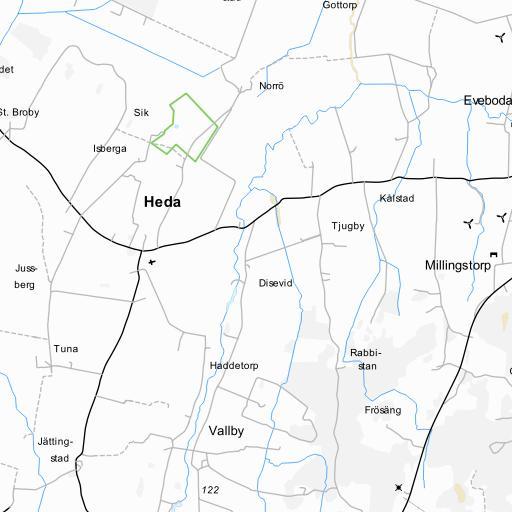 Gottorp
det
Norrö
Eveboda
St. Broby
Sik
Isberga
Heda
Kålstad
Tjugby
Juss-
berg
Millingstorp
Disevid
Tuna
Rabbi-
stan
Haddetorp
Frösäng
Vallby
Jätting-
stad
122